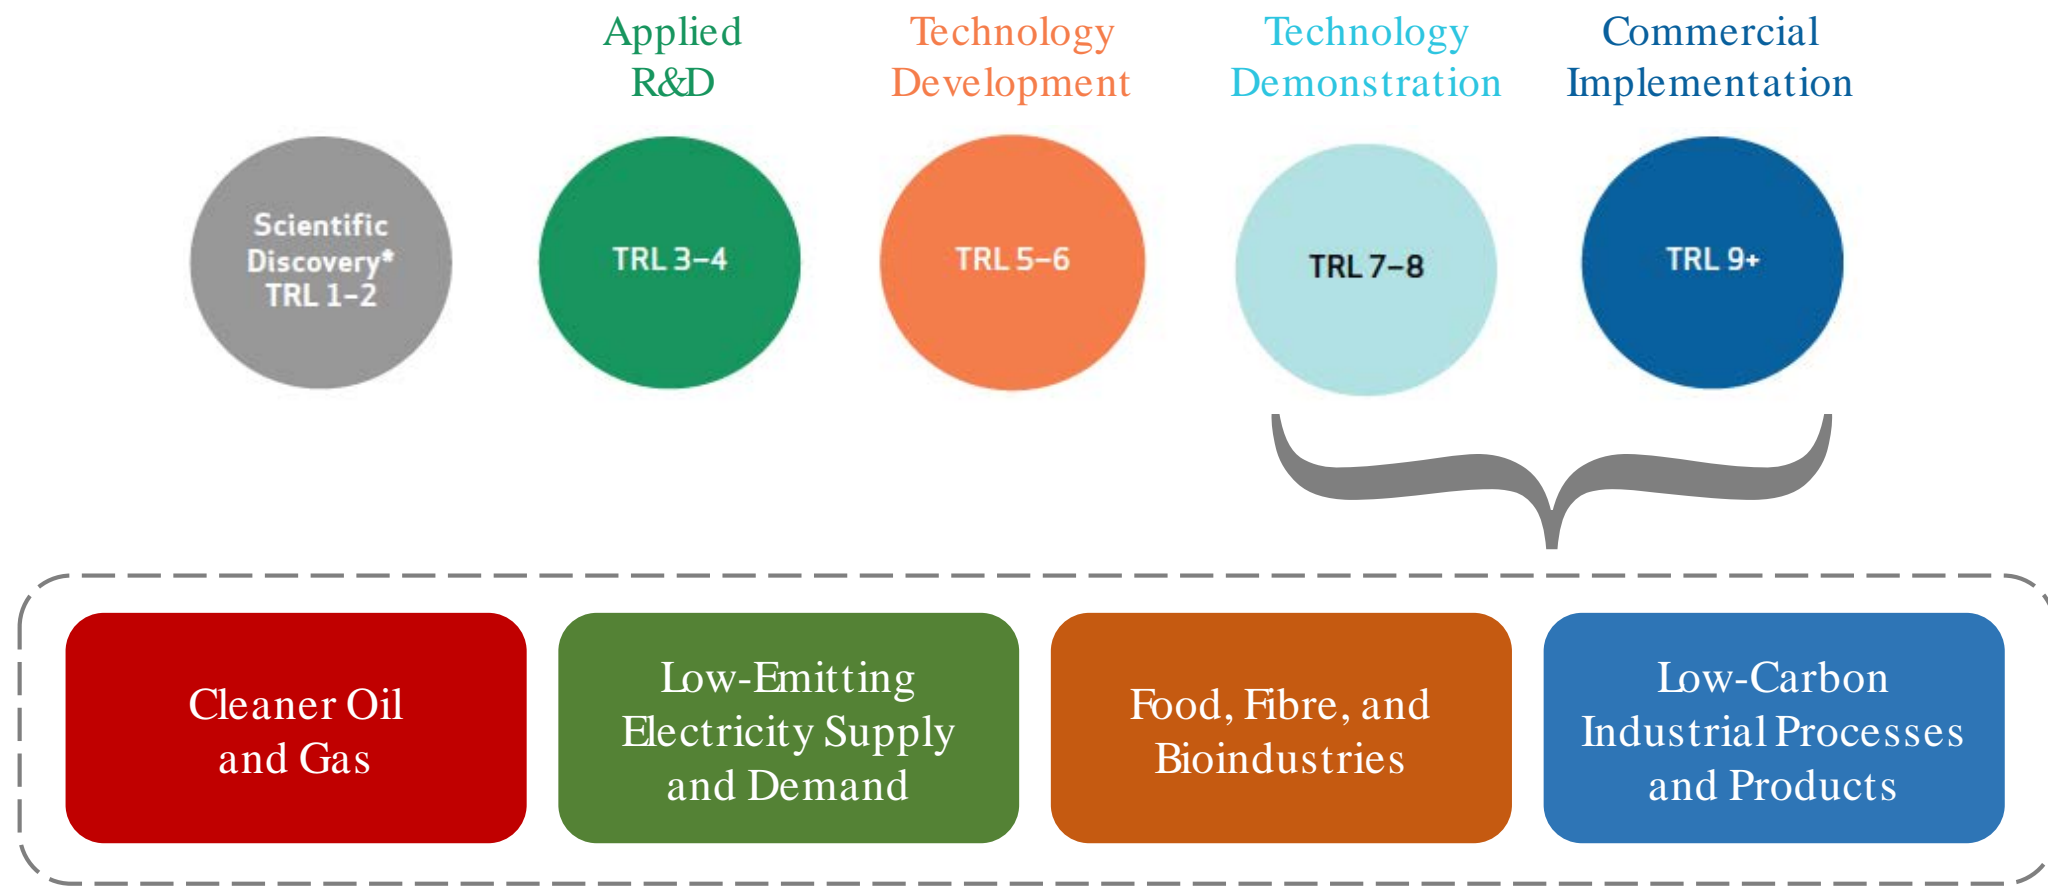 Applied
R&D
Technology
Development
Technology
Demonstration
Commercial
Implementation
Scientific
Discovery*
TRL 1–2
TRL 3–4
TRL 5–6
TRL 7–8
TRL 9+
Cleaner Oil
and Gas
Low-Emitting
Electricity Supply
and Demand
Food, Fibre, and
Bioindustries
Low-Carbon
Industrial Processes
and Products